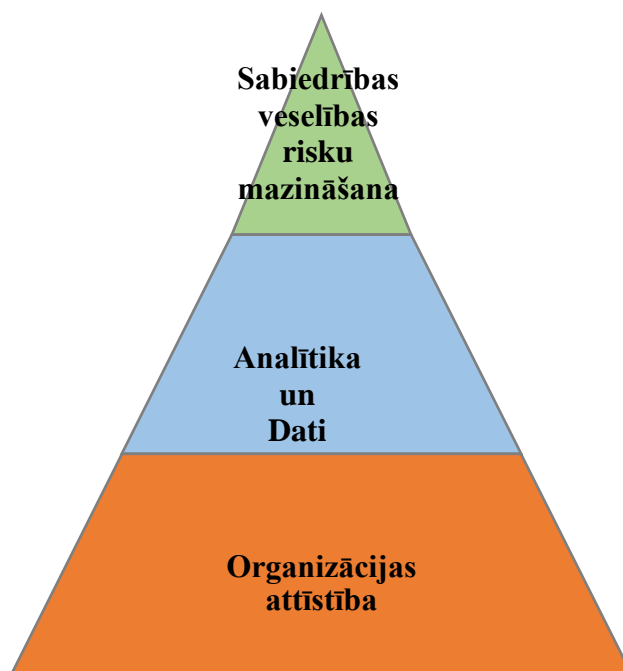 Sabiedrības
veselības
risku
mazināšana
Analītika
un
Dati
Organizācijas
attīstība